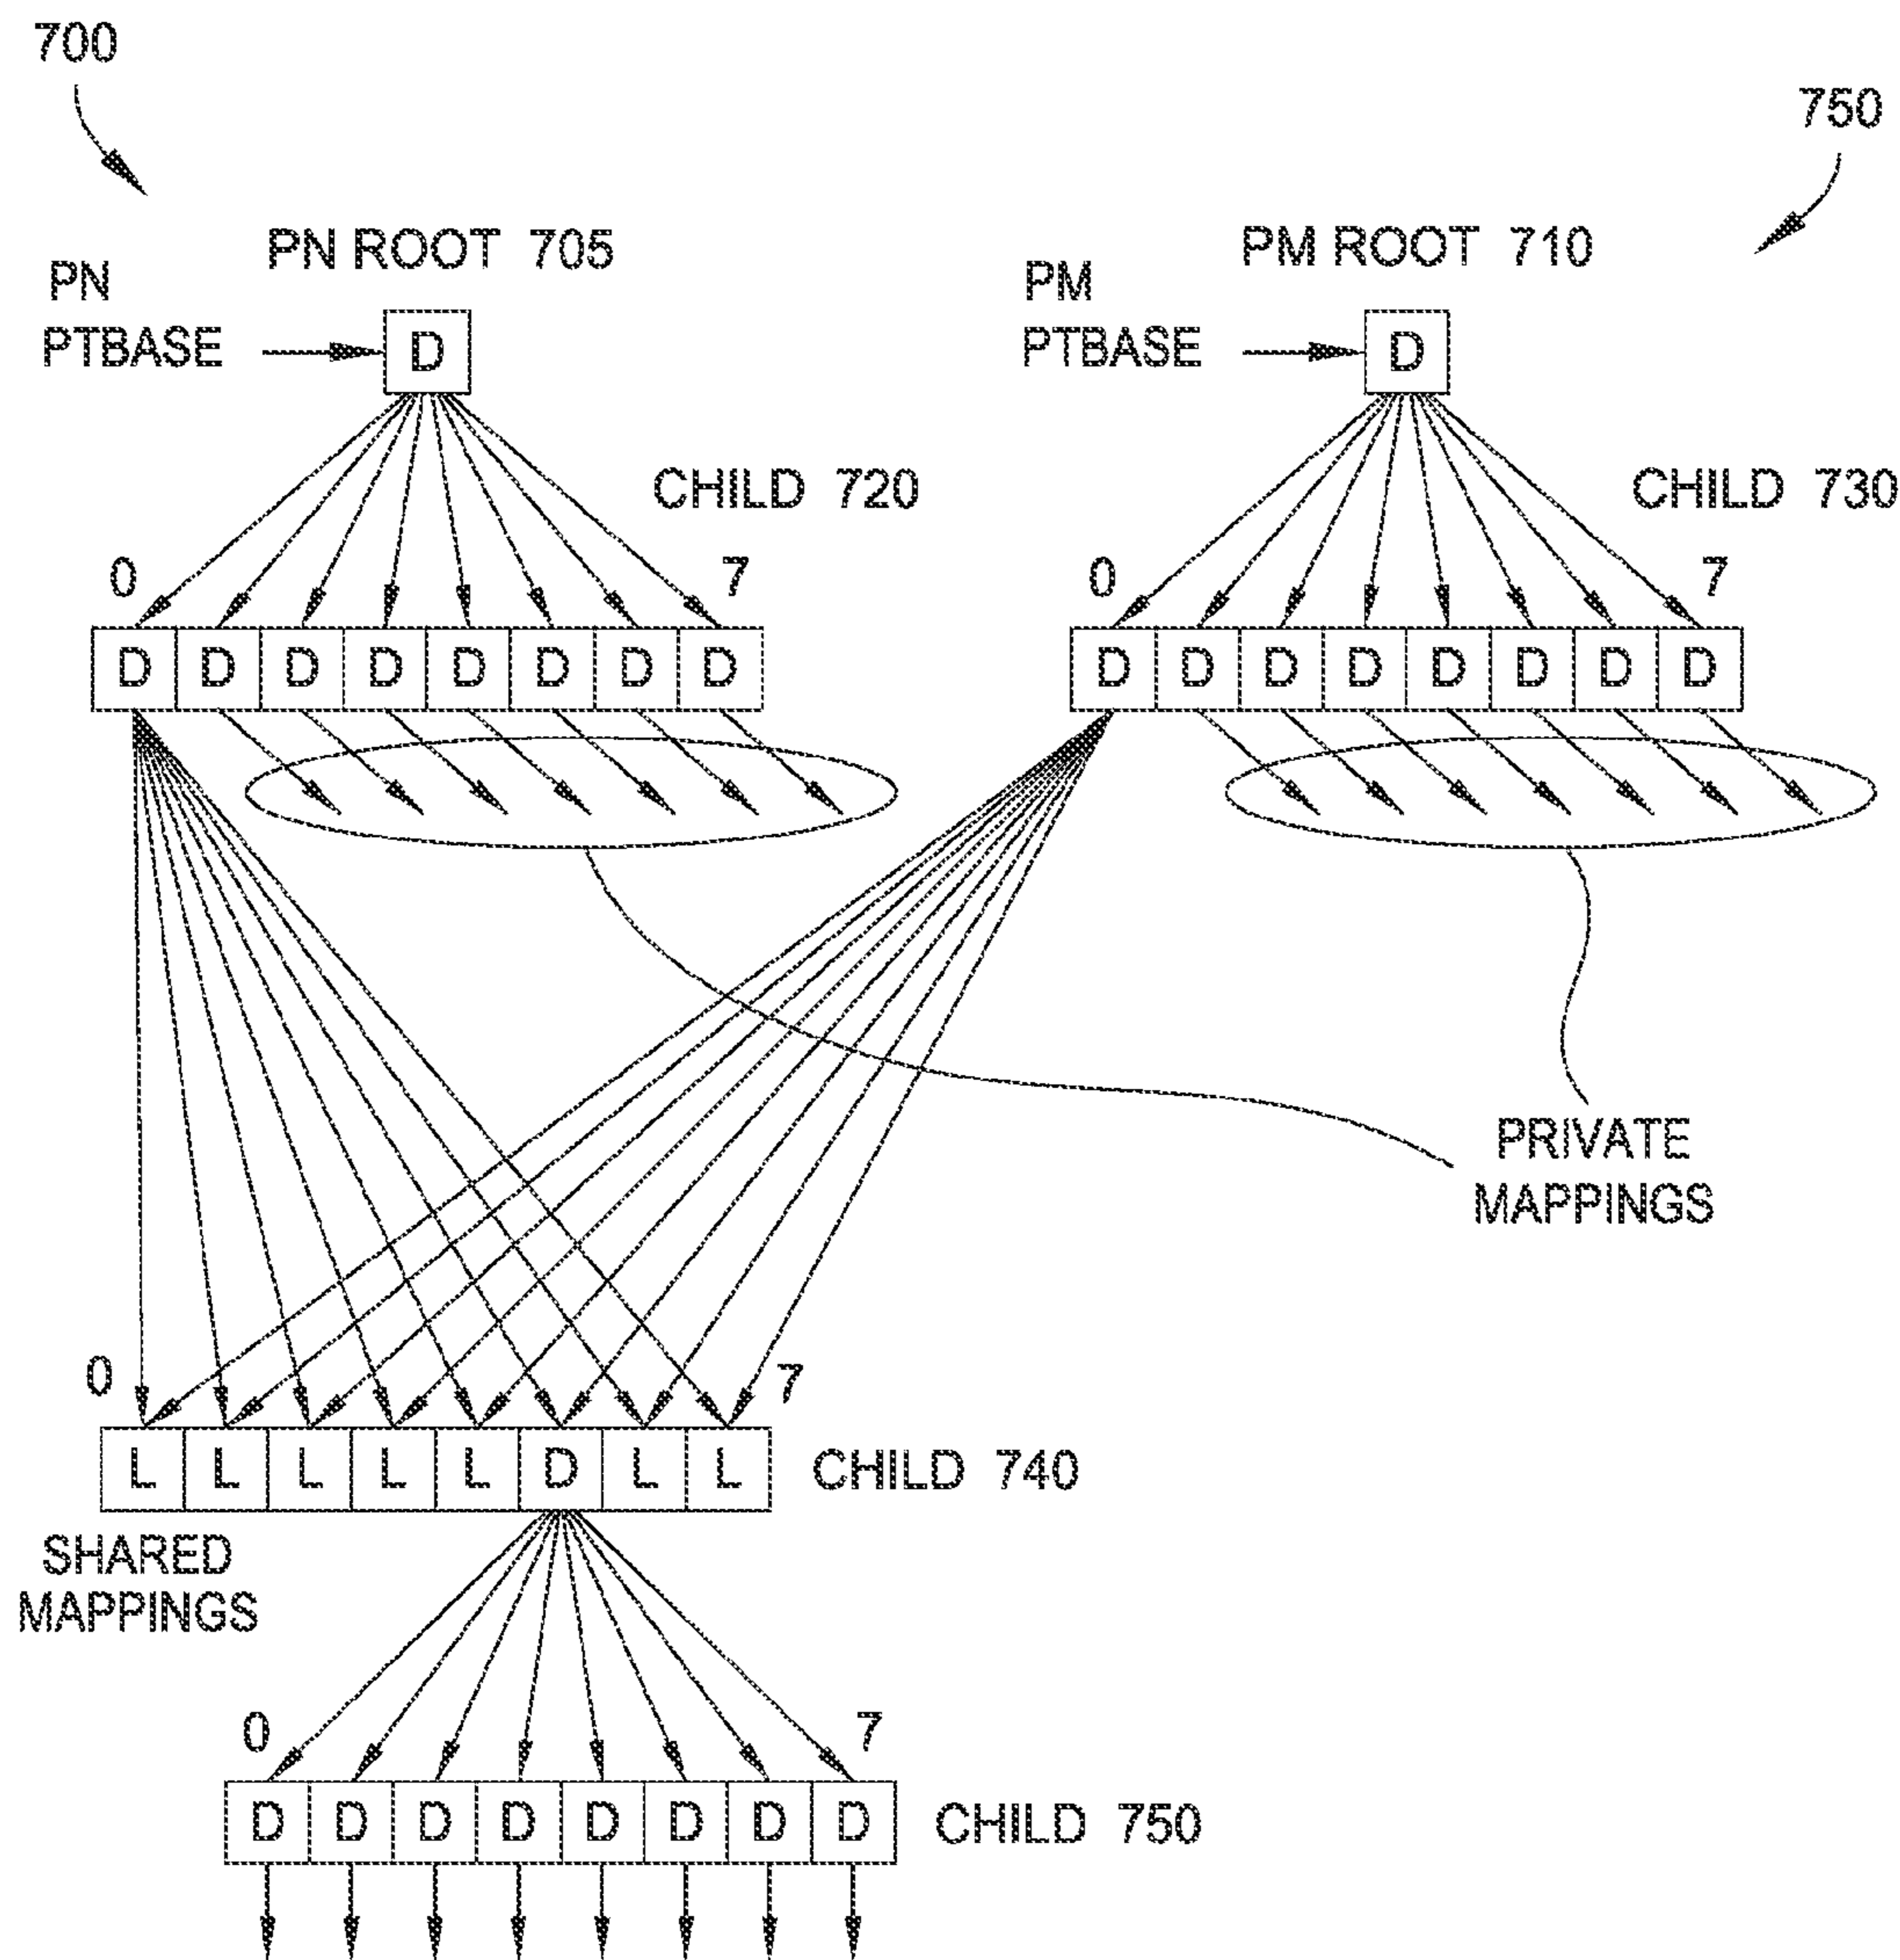 700
750
PN ROOT 705
PM ROOT 710
PN
PTBASE
D
PM
PTBASE
D
CHILD 720
CHILD 730
0 7
0 7
D D D D D D D D
D D D D D D D D
PRIVATE
MAPPINGS
0 7
L L L L L D L L
CHILD 740
SHARED
MAPPINGS
0 7
D D D D D D D D
CHILD 750